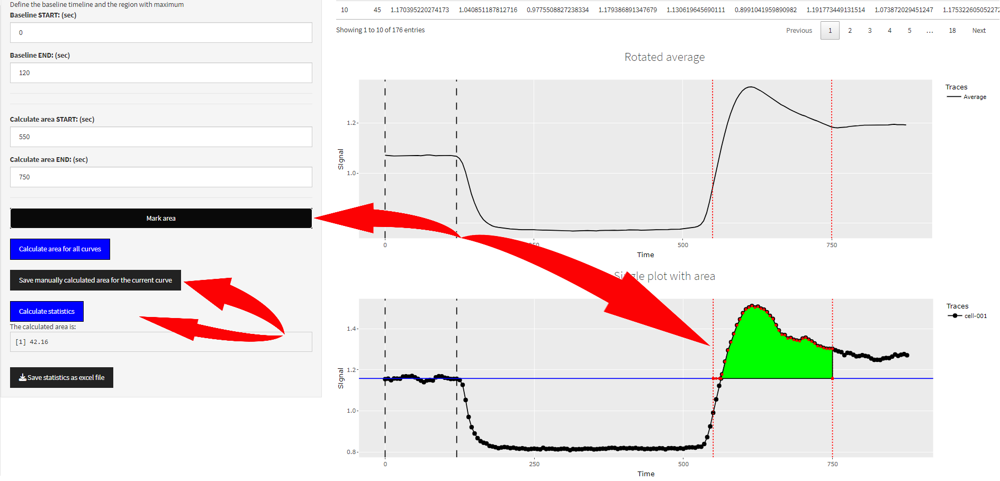 Define the baseline timeline and the region with maximum
Baseline START: (sec)
0
Baseline END: (sec)
120
Calculate area START: (sec)
550
Calculate area END: (sec)
750
Mark area
Calculate area for all curves
Save manually calculated area for the current curve
Calculate statistics
The calculated area is:
[1] 42.16
Save statistics as excel file
10 45 1.170395220274173 1.040851187812716 0.9775508827238334 1.179386891347679 1.130619645690111 0.8991041959890982 1.191773449131514 1.073872029451247 1.175322605052272
Showing 1 to 10 of 176 entries
Previous 1 2 3 4 5 … 18 Next
Rotated average
Signal
1.2
1.0
0 500 750
Time
Traces
Average
Single plot with area
Signal
1.4
1.2
1.0
0.8
0 250 500 750
Time
Traces
cell-001